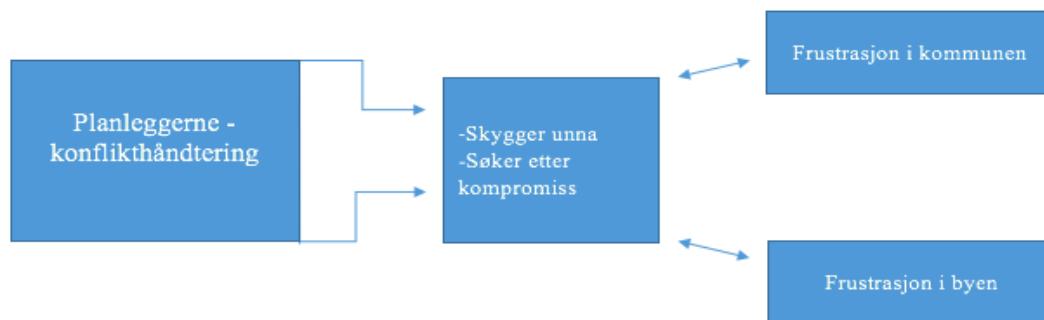 Planleggerne -
konflikthåndtering
-Skygger unna
-Søker etter
kompromiss
Frustrasjon i kommunen
Frustrasjon i byen